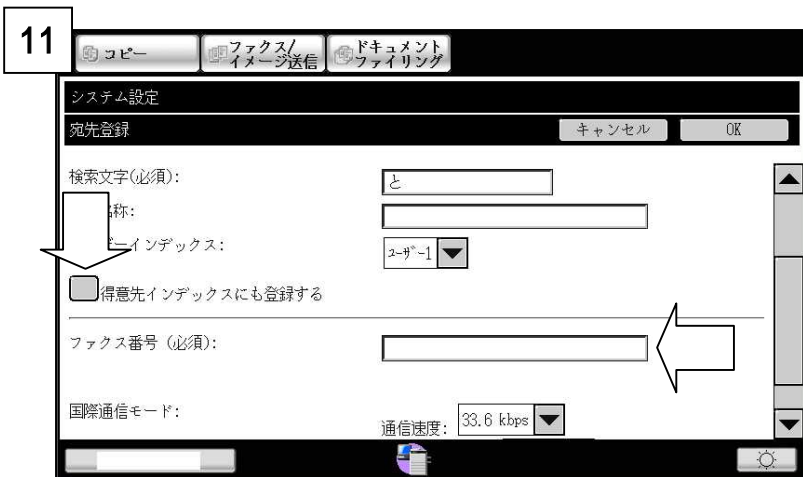 11
コピー
ファクス/
イメージ送信
ドキュメント
ファイリング
システム設定
宛先登録
キャンセル
OK
検索文字(必須):
と
称:
ーインデックス:
ユーザー1
得意先インデックスにも登録する
ファクス番号 (必須):
国際通信モード:
通信速度:
33.6 kbps